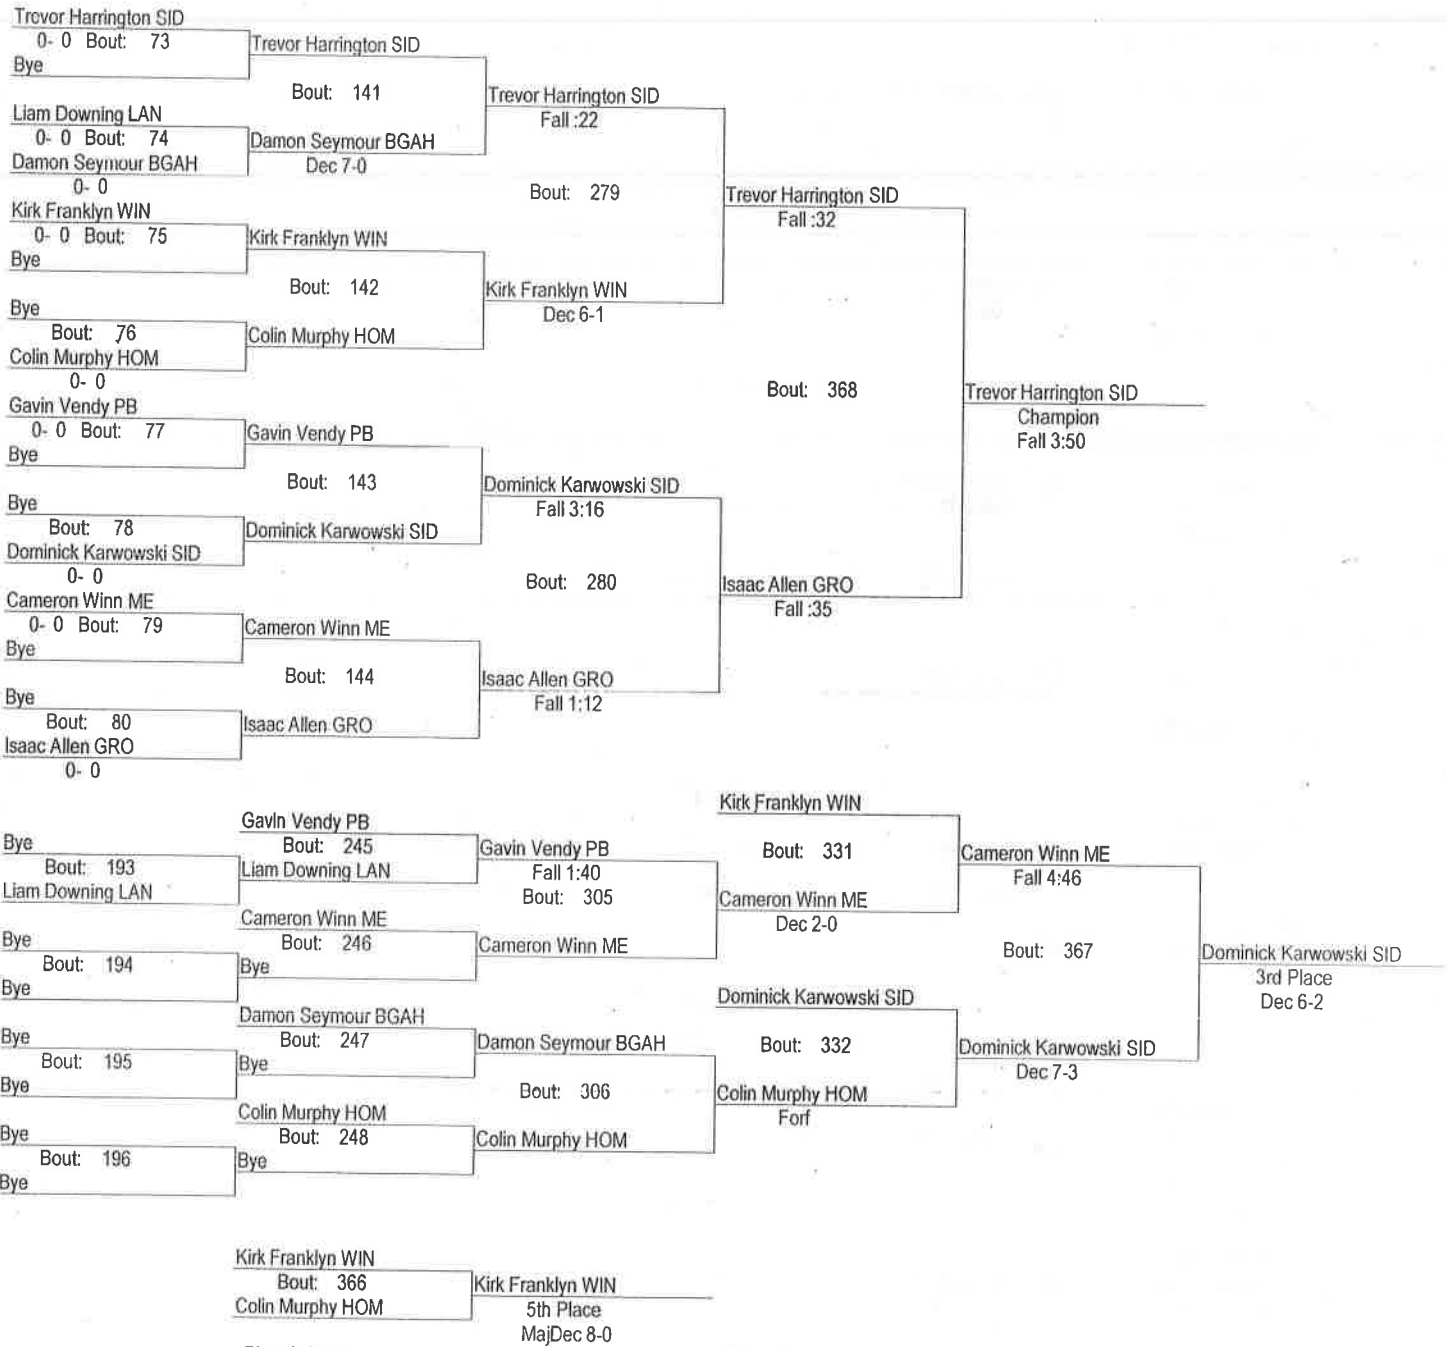 Trevor Harrington SID
0- 0 Bout: 73
Bye
Trevor Harrington SID
Bout: 141
Liam Downing LAN
0- 0 Bout: 74
Damon Seymour BGAH
0- 0
Damon Seymour BGAH
Dec 7-0
Trevor Harrington SID
Fall :22
Bout: 279
Kirk Franklyn WIN
0- 0 Bout: 75
Bye
Kirk Franklyn WIN
Bout: 142
Bye
Bout: 76
Colin Murphy HOM
0- 0
Colin Murphy HOM
Kirk Franklyn WIN
Dec 6-1
Trevor Harrington SID
Fall :32
Bout: 368
Gavin Vendy PB
0- 0 Bout: 77
Bye
Gavin Vendy PB
Bout: 143
Bye
Bout: 78
Dominick Karwowski SID
0- 0
Dominick Karwowski SID
Dominick Karwowski SID
Fall 3:16
Bout: 280
Cameron Winn ME
0- 0 Bout: 79
Bye
Cameron Winn ME
Bout: 144
Bye
Bout: 80
Isaac Allen GRO
0- 0
Isaac Allen GRO
Isaac Allen GRO
Fall 1:12
Isaac Allen GRO
Fall :35
Trevor Harrington SID
Champion
Fall 3:50
Bye
Bout: 193
Liam Downing LAN
Gavin Vendy PB
Bout: 245
Liam Downing LAN
Gavin Vendy PB
Fall 1:40
Bout: 305
Bye
Bout: 194
Bye
Cameron Winn ME
Bout: 246
Bye
Cameron Winn ME
Kirk Franklyn WIN
Bout: 331
Cameron Winn ME
Dec 2-0
Cameron Winn ME
Fall 4:46
Bout: 367
Bye
Bout: 195
Bye
Damon Seymour BGAH
Bout: 247
Bye
Damon Seymour BGAH
Bout: 306
Bye
Bout: 196
Bye
Colin Murphy HOM
Bout: 248
Bye
Colin Murphy HOM
Dominick Karwowski SID
Bout: 332
Colin Murphy HOM
Forf
Dominick Karwowski SID
Dec 7-3
Dominick Karwowski SID
3rd Place
Dec 6-2
Kirk Franklyn WIN
Bout: 366
Colin Murphy HOM
Kirk Franklyn WIN
5th Place
MajDec 8-0